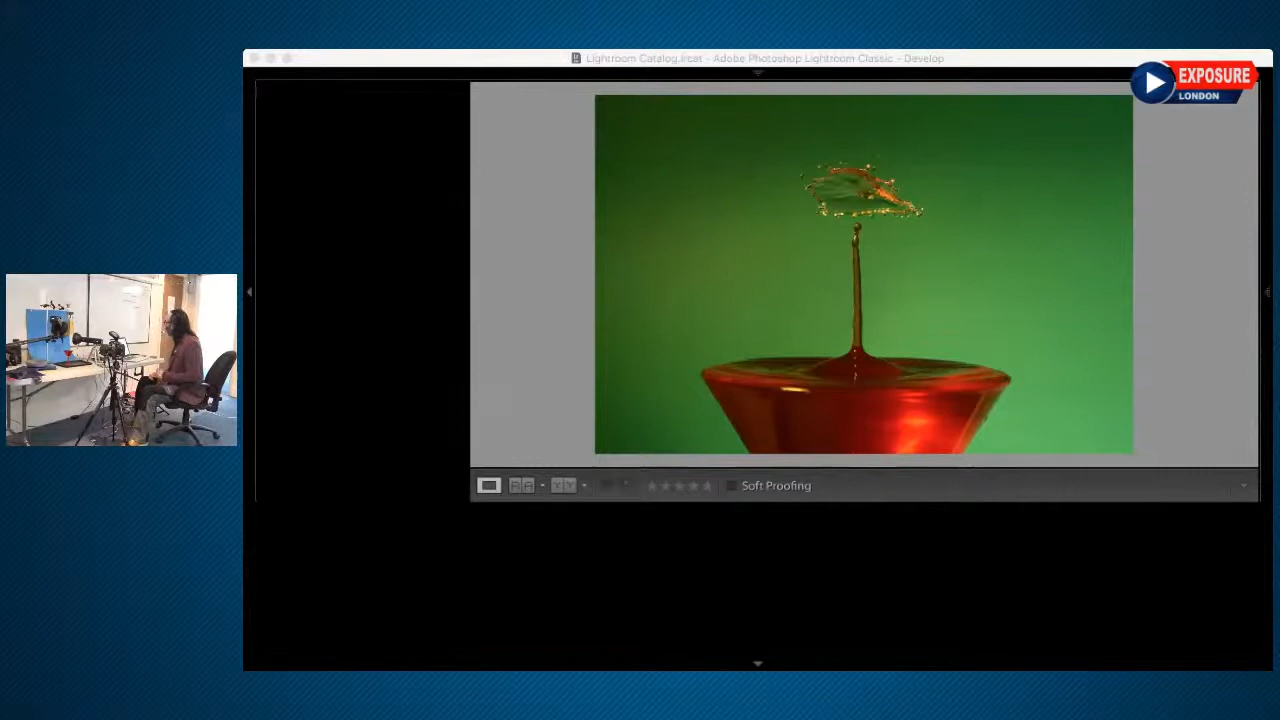 Lightroom Catalog.lrcat - Adobe Photoshop Lightroom Classic - Develop
EXPOSURE
LONDON
Soft Proofing